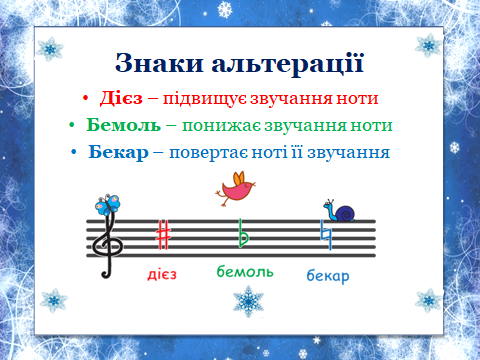 Знаки альтерації
• Дієз – підвищує звучання ноти
• Бемоль – понижає звучання ноти
• Бекар – повертає ноті її звучання
дієз бемоль бекар